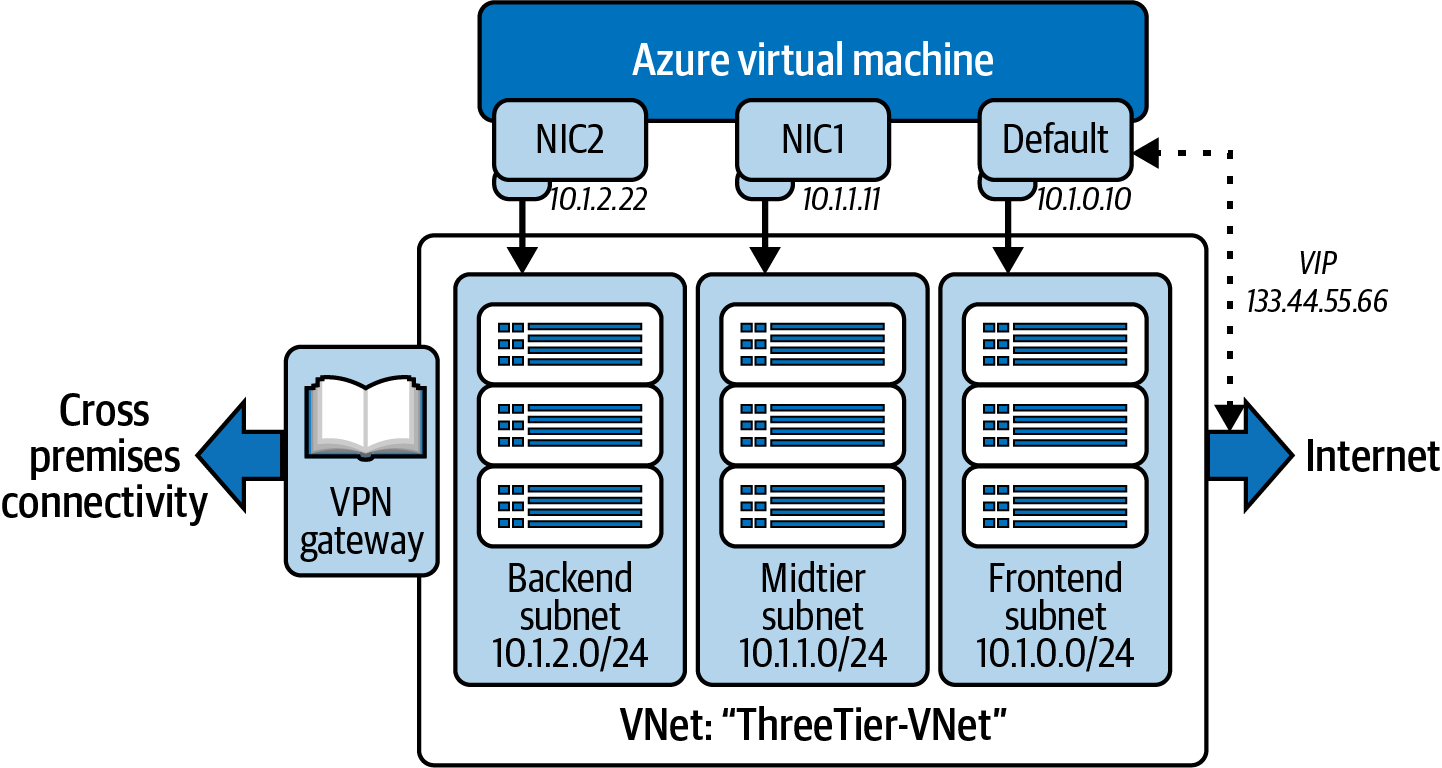 Azure virtual machine
NIC2
NIC1
Default
10.1.2.22
10.1.1.11
10.1.0.10
VIP
133.44.55.66
Cross
premises
connectivity
VPN
gateway
Internet
Backend
subnet
10.1.2.0/24
Midtier
subnet
10.1.1.0/24
Frontend
subnet
10.1.0.0/24
VNet: “ThreeTier-VNet”